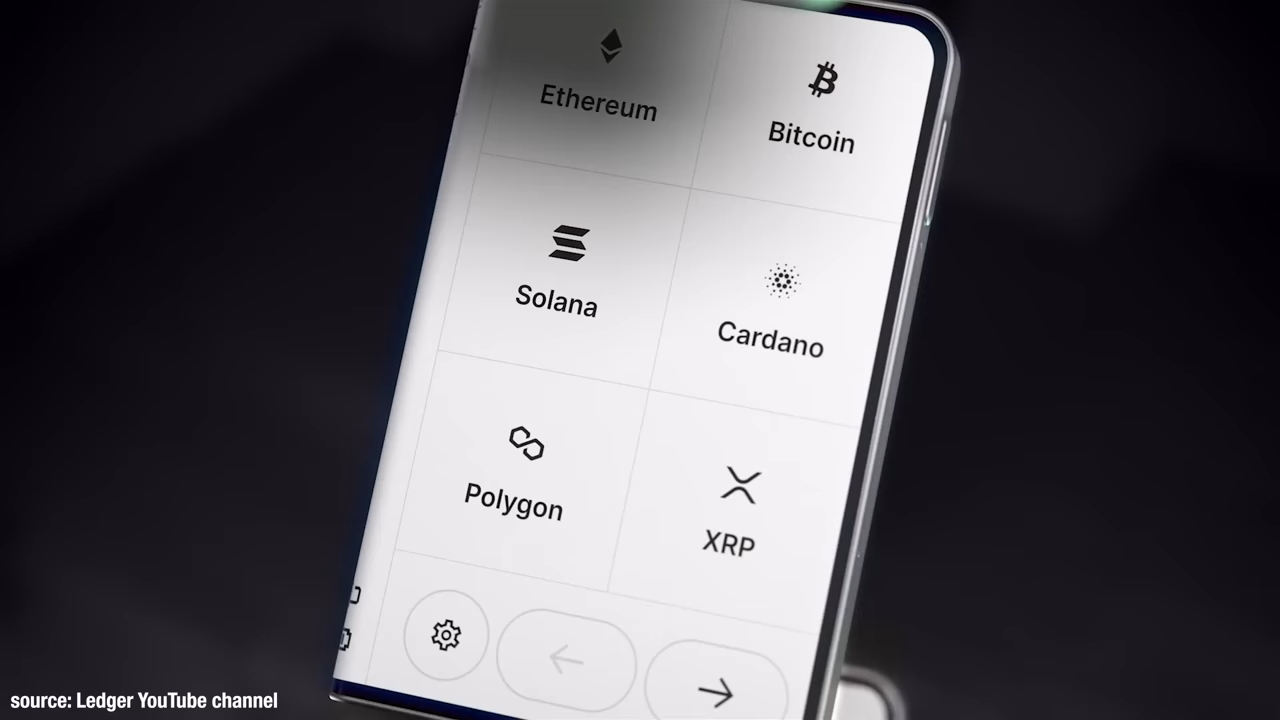 Ethereum
Bitcoin
Solana
Cardano
Polygon
XRP
source: Ledger YouTube channel